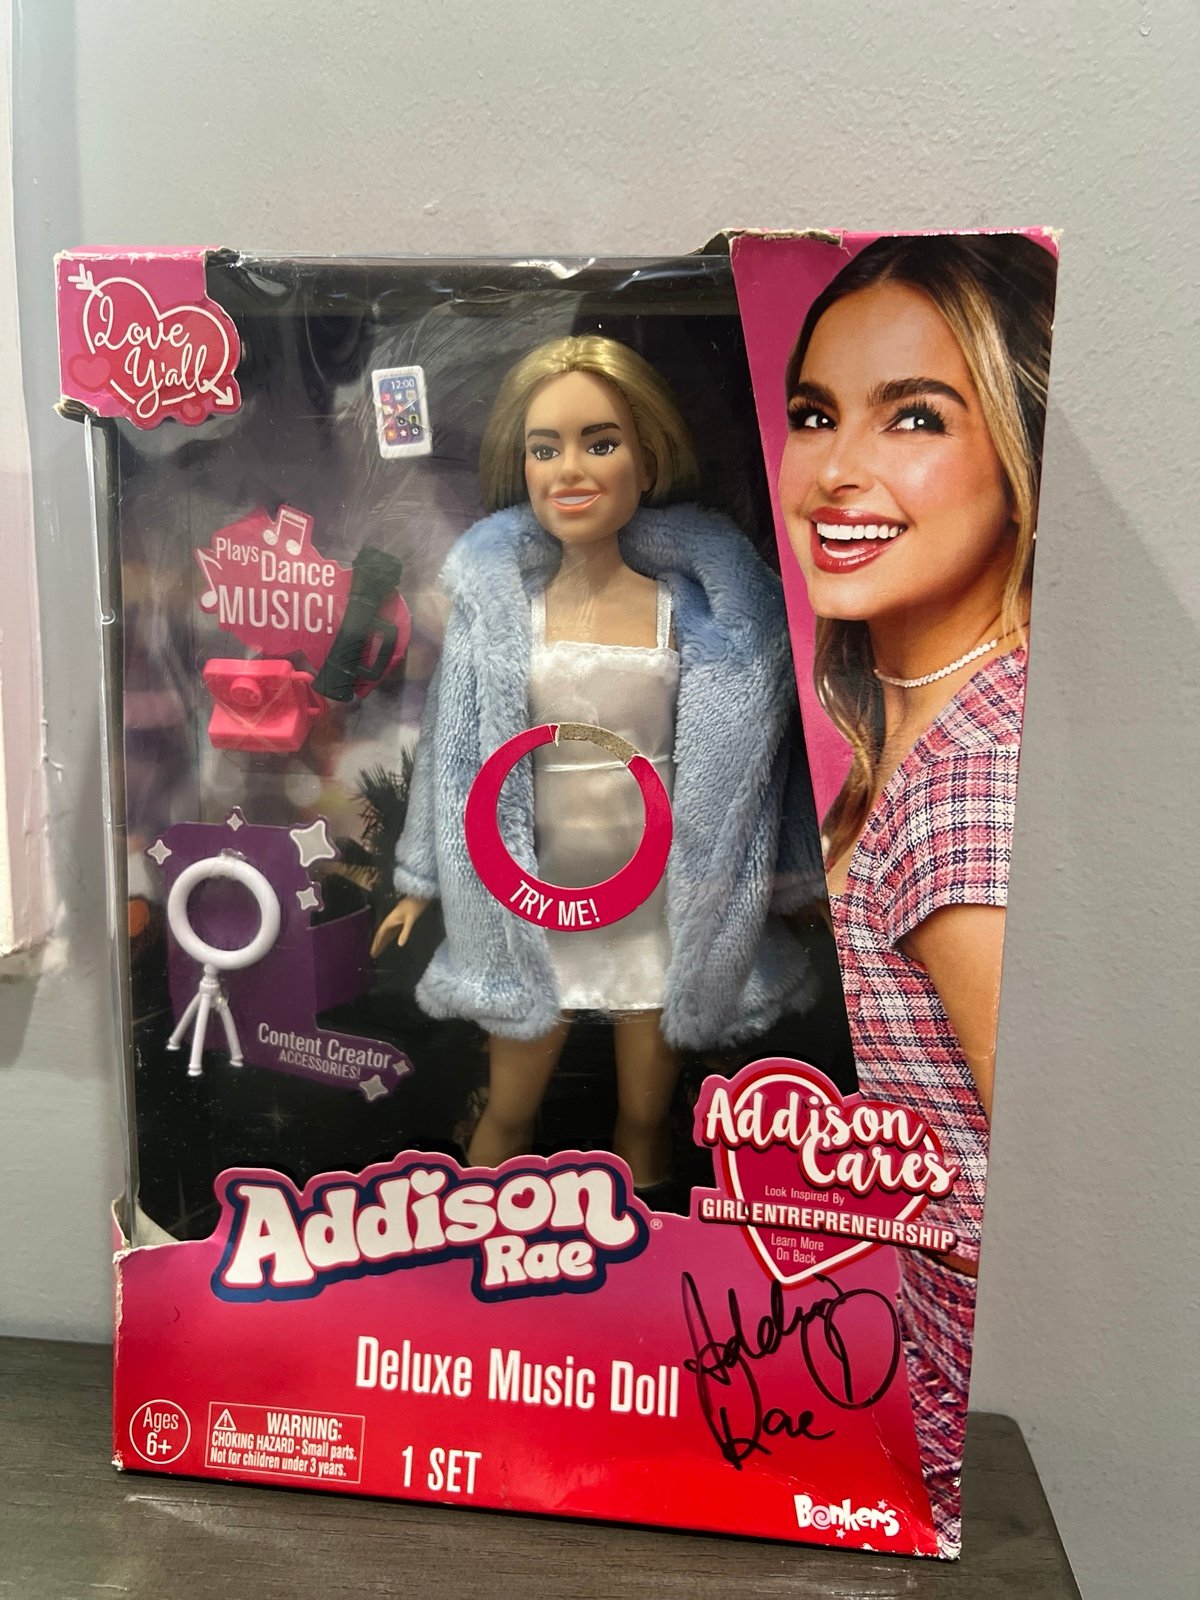 Love
Y'all
12:00
Plays Dance
MUSIC!
TRY ME!
Content Creator
ACCESSORIES!
Addison
Rae
®
Addison
Cares
Look Inspired By
GIRL ENTREPRENEURSHIP
Learn More
On Back
Deluxe Music Doll
Addison
Rae
Ages
6+
WARNING:
CHOKING HAZARD - Small parts.
Not for children under 3 years.
1 SET
Bonkers